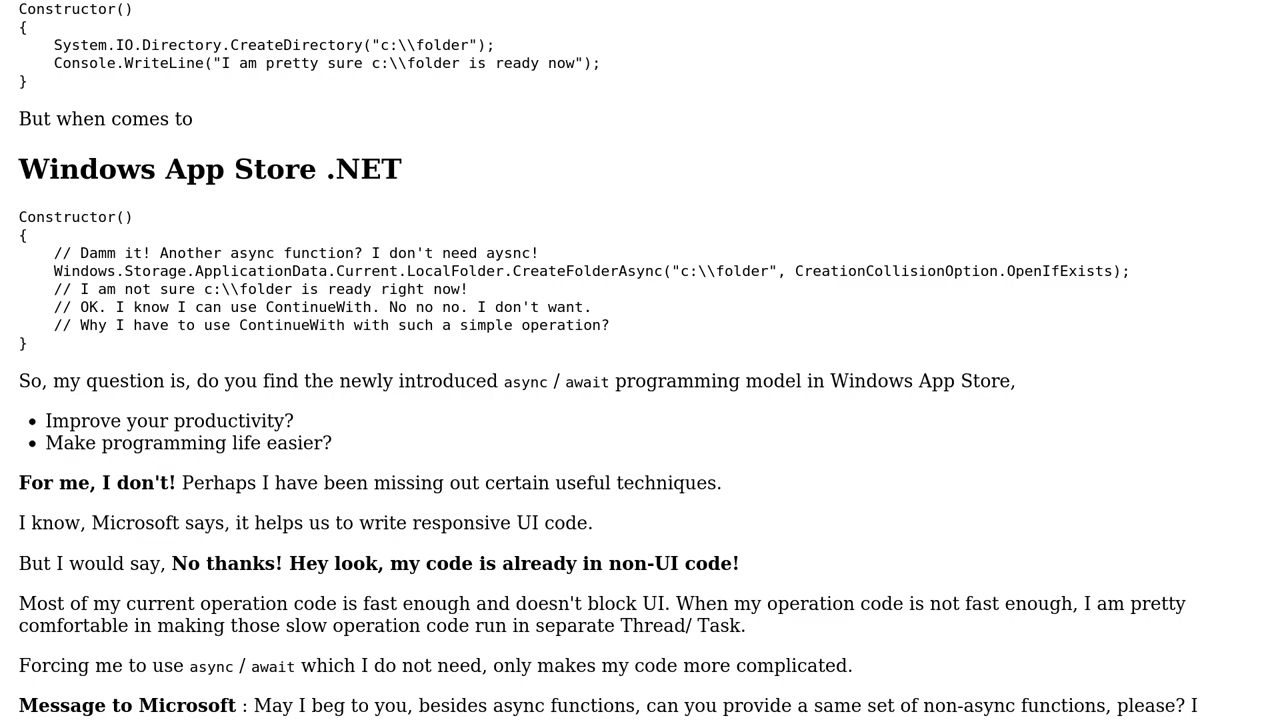 Constructor()
{
    System.IO.Directory.CreateDirectory("c:\\folder");
    Console.WriteLine("I am pretty sure c:\\folder is ready now");
}
But when comes to
Windows App Store .NET
Constructor()
{
    // Damm it! Another async function? I don't need aysnc!
    Windows.Storage.ApplicationData.Current.LocalFolder.CreateFolderAsync("c:\\folder", CreationCollisionOption.OpenIfExists);
    // I am not sure c:\\folder is ready right now!
    // OK. I know I can use ContinueWith. No no no. I don't want.
    // Why I have to use ContinueWith with such a simple operation?
}
So, my question is, do you find the newly introduced async / await programming model in Windows App Store,
• Improve your productivity?
• Make programming life easier?
For me, I don't! Perhaps I have been missing out certain useful techniques.
I know, Microsoft says, it helps us to write responsive UI code.
But I would say, No thanks! Hey look, my code is already in non-UI code!
Most of my current operation code is fast enough and doesn't block UI. When my operation code is not fast enough, I am pretty
comfortable in making those slow operation code run in separate Thread/ Task.
Forcing me to use async / await which I do not need, only makes my code more complicated.
Message to Microsoft : May I beg to you, besides async functions, can you provide a same set of non-async functions, please? I